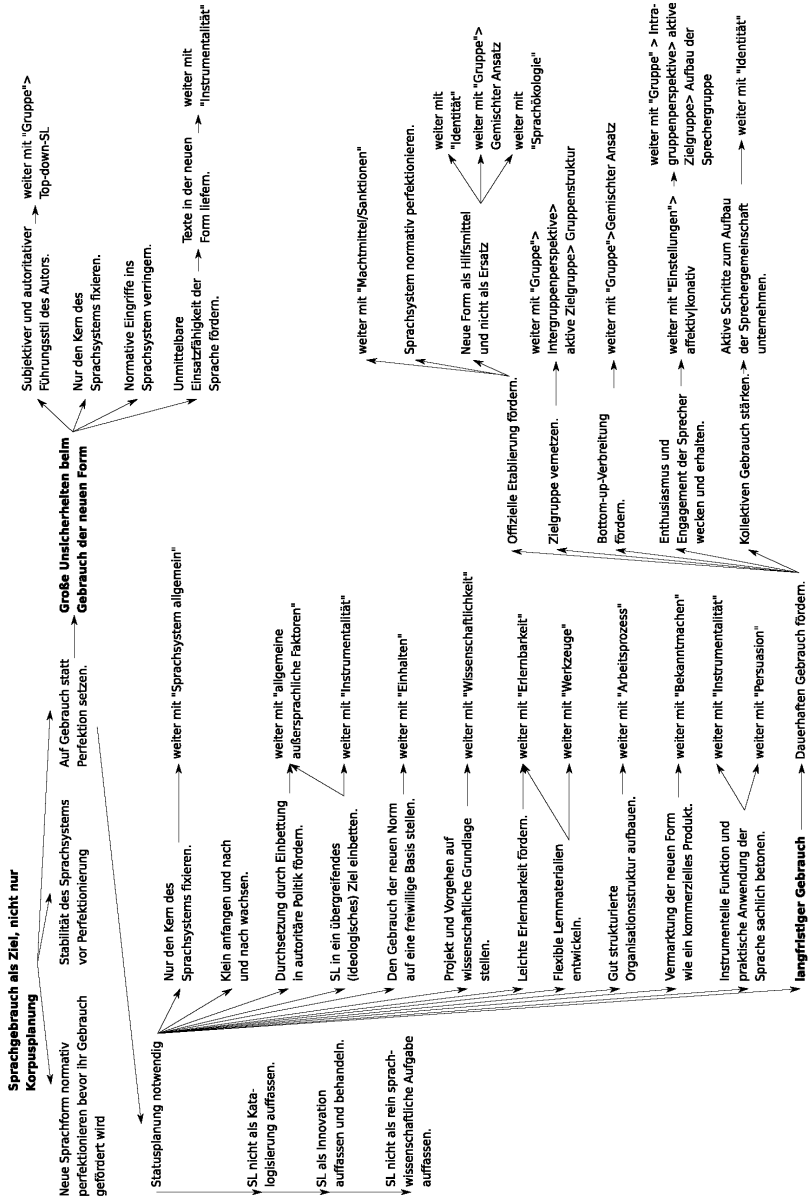 Sprachgebrauch als Ziel, nicht nur
Korpusplanung
Neue Sprachform normativ
perfektionieren bevor ihr Gebrauch
gefördert wird
Stabilität des Sprachsystems
vor Perfektionierung
Auf Gebrauch statt
Perfektion setzen.
Große Unsicherheiten beim
Gebrauch der neuen Form
Subjektiver und autoritativer
Führungsstil des Autors.
weiter mit "Gruppe">
Top-down-SL
Nur den Kern des
Sprachsystems fixieren.
Normative Eingriffe ins
Sprachsystem verringern.
Unmittelbare
Einsatzfähigkeit der
Sprache fördern.
Texte in der neuen
Form liefern.
weiter mit
"Instrumentalität"
Statusplanung notwendig
SL nicht als Kata-
logisierung auffassen.
SL als Innovation
auffassen und behandeln.
SL nicht als rein sprach-
wissenschaftliche Aufgabe
auffassen.
Nur den Kern des
Sprachsystems fixieren.
weiter mit "Sprachsystem allgemein"
Klein anfangen und nach
und nach wachsen.
Durchsetzung durch Einbettung
in autoritäre Politik fördern.
weiter mit "allgemeine
außersprachliche Faktoren"
SL in ein übergreifendes
(ideologisches) Ziel einbetten.
weiter mit "Instrumentalität"
Den Gebrauch der neuen Norm
auf eine freiwillige Basis stellen.
weiter mit "Einhalten"
Projekt und Vorgehen auf
wissenschaftliche Grundlage
stellen.
weiter mit "Wissenschaftlichkeit"
Leichte Erlernbarkeit fördern.
weiter mit "Erlernbarkeit"
Flexible Lernmaterialien
entwickeln.
weiter mit "Werkzeuge"
Gut strukturierte
Organisationsstruktur aufbauen.
weiter mit "Arbeitsprozess"
Vermarktung der neuen Form
wie ein kommerzielles Produkt.
weiter mit "Bekanntmachen"
Instrumentelle Funktion und
praktische Anwendung der
Sprache sachlich betonen.
weiter mit "Instrumentalität"
weiter mit "Persuasion"
langfristiger Gebrauch
Dauerhaften Gebrauch fördern.
Offizielle Etablierung fördern.
weiter mit "Machtmittel/Sanktionen"
Sprachsystem normativ perfektionieren.
Neue Form als Hilfsmittel
und nicht als Ersatz
weiter mit
"Identität"
weiter mit "Gruppe">
Gemischter Ansatz
weiter mit
"Sprachökologie"
Zielgruppe vernetzen.
weiter mit "Gruppe">
Intergruppenperspektive>
aktive Zielgruppe> Gruppenstruktur
Bottom-up-Verbreitung
fördern.
weiter mit "Gruppe">Gemischter Ansatz
Enthusiasmus und
Engagement der Sprecher
wecken und erhalten.
weiter mit "Einstellungen">
affektiv|konativ
weiter mit "Gruppe" > Intra-
gruppenperspektive> aktive
Zielgruppe> Aufbau der
Sprechergruppe
Kollektiven Gebrauch stärken.
Aktive Schritte zum Aufbau
der Sprechergemeinschaft
unternehmen.
weiter mit "Identität"